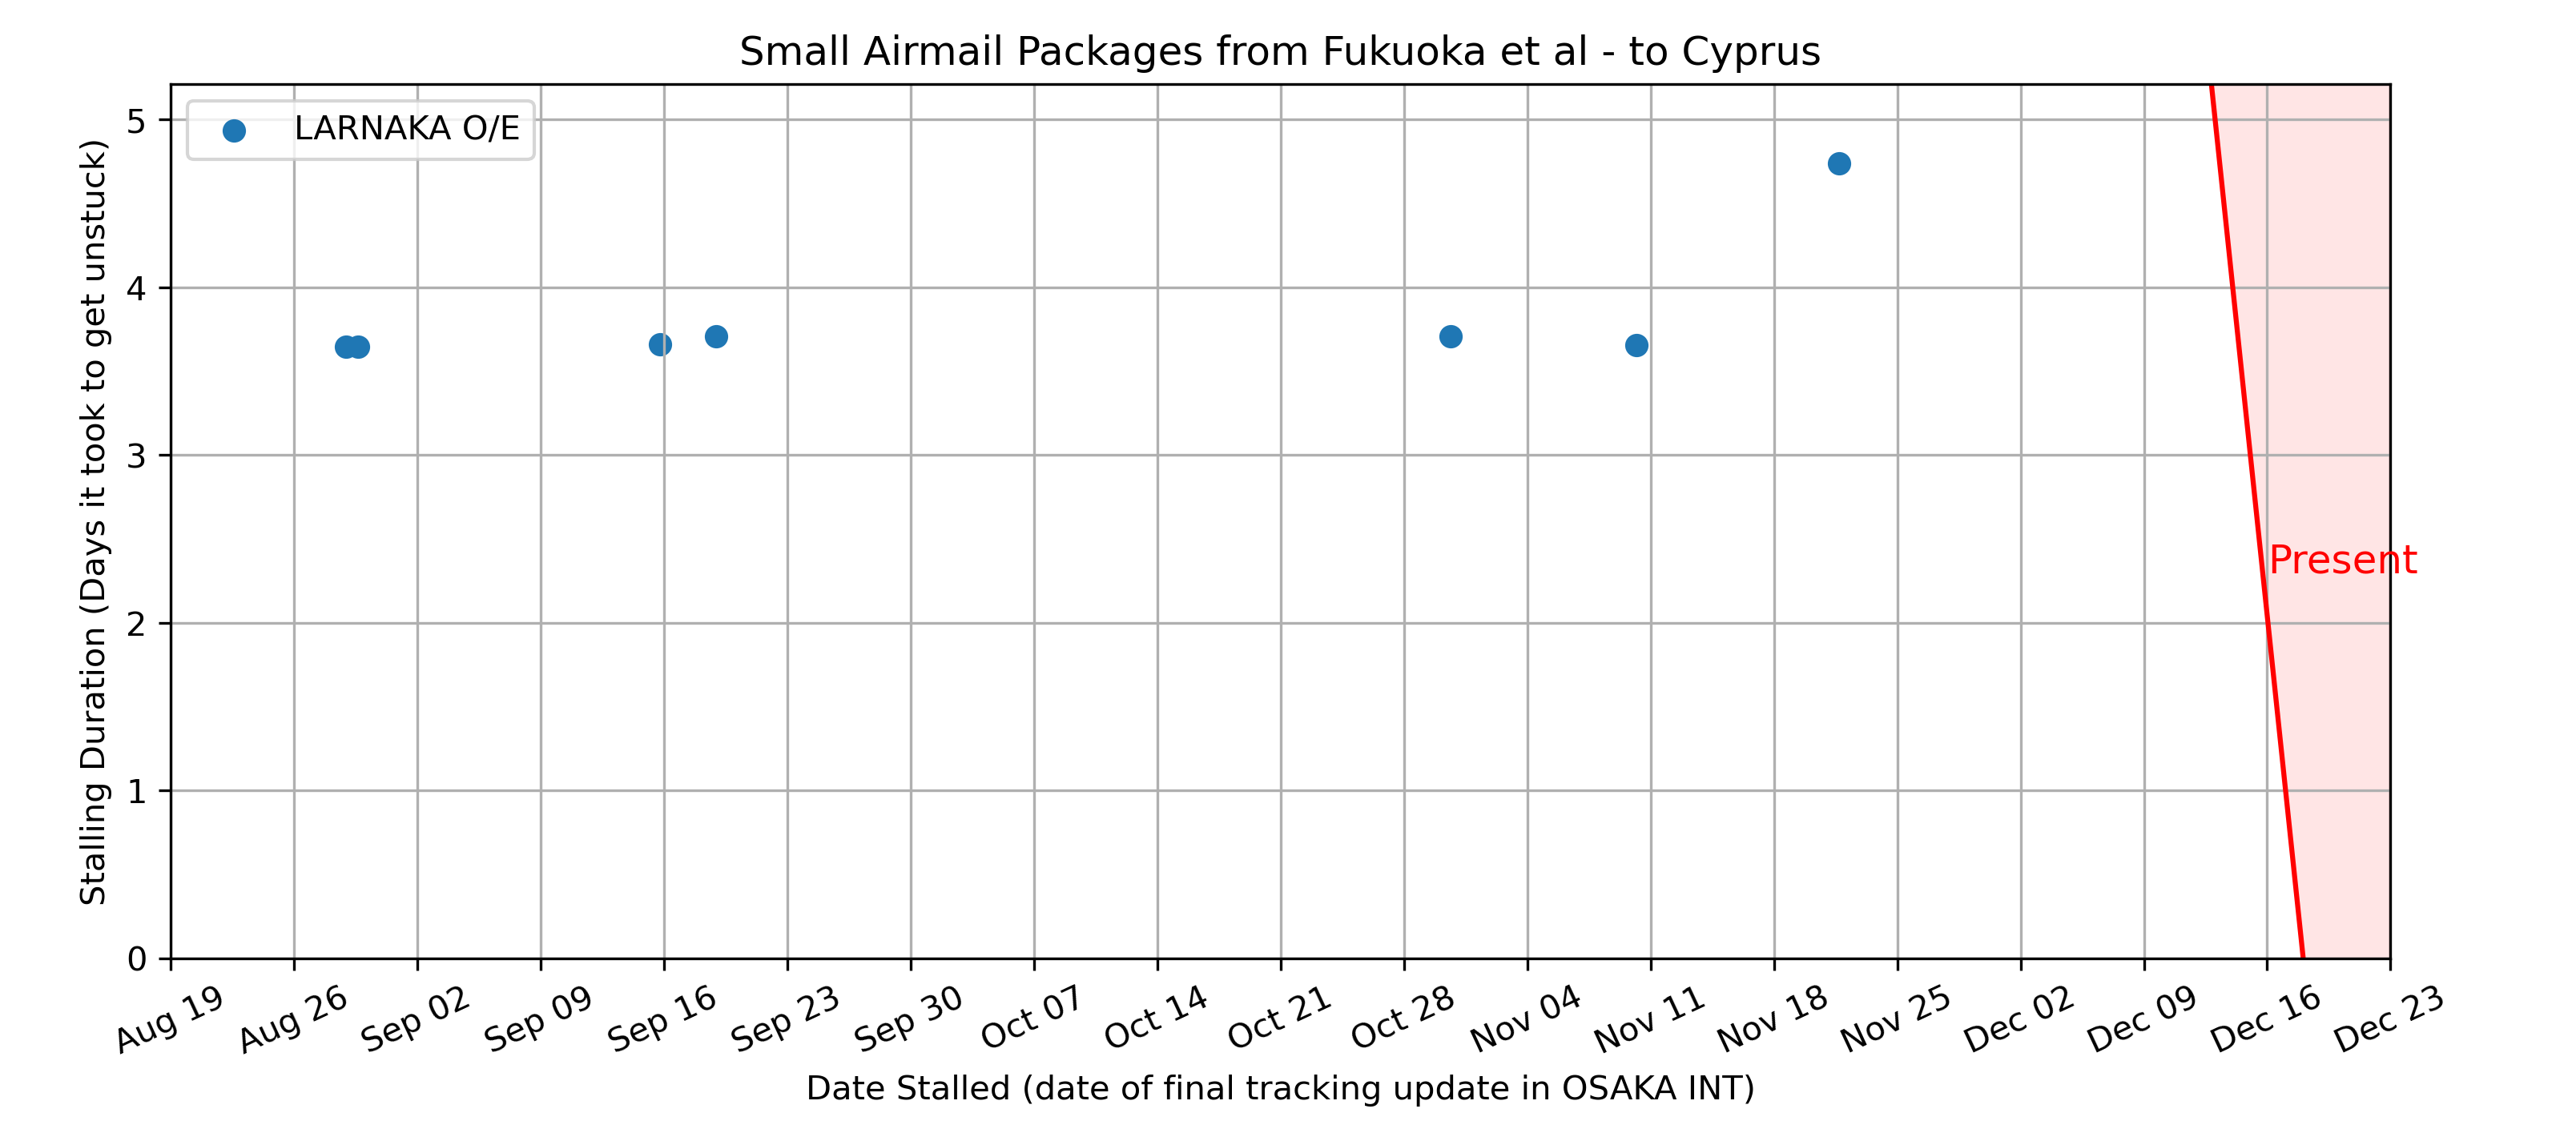 Small Airmail Packages from Fukuoka et al - to Cyprus
LARNAKA O/E
Stalling Duration (Days it took to get unstuck)
5
4
3
2
1
0
Present
Aug 19
Aug 26
Sep 02
Sep 09
Sep 16
Sep 23
Sep 30
Oct 07
Oct 14
Oct 21
Oct 28
Nov 04
Nov 11
Nov 18
Nov 25
Dec 02
Dec 09
Dec 16
Dec 23
Date Stalled (date of final tracking update in OSAKA INT)